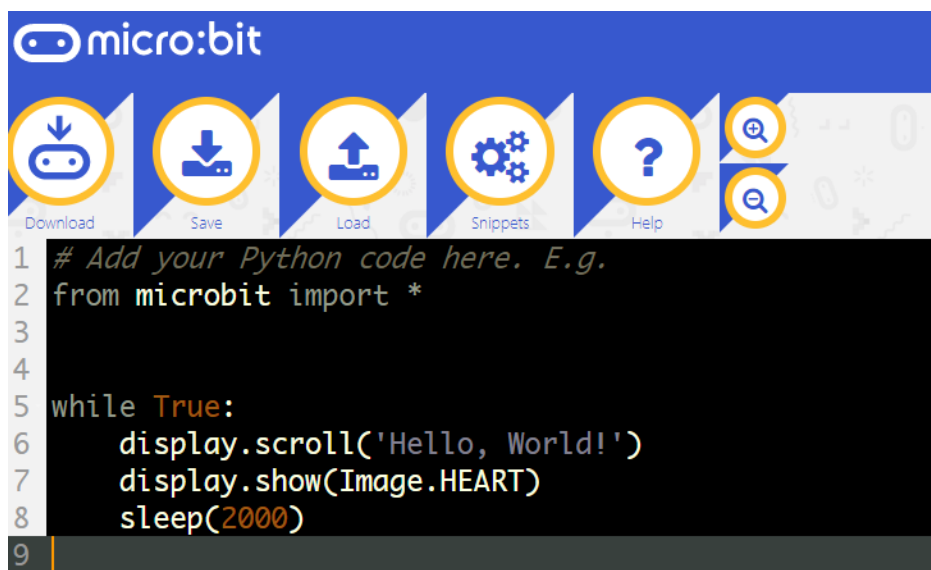 micro:bit
Download Save Load Snippets Help
1 # Add your Python code here. E.g.
2 from microbit import *
3
4
5 while True:
6     display.scroll('Hello, World!')
7     display.show(Image.HEART)
8     sleep(2000)
9